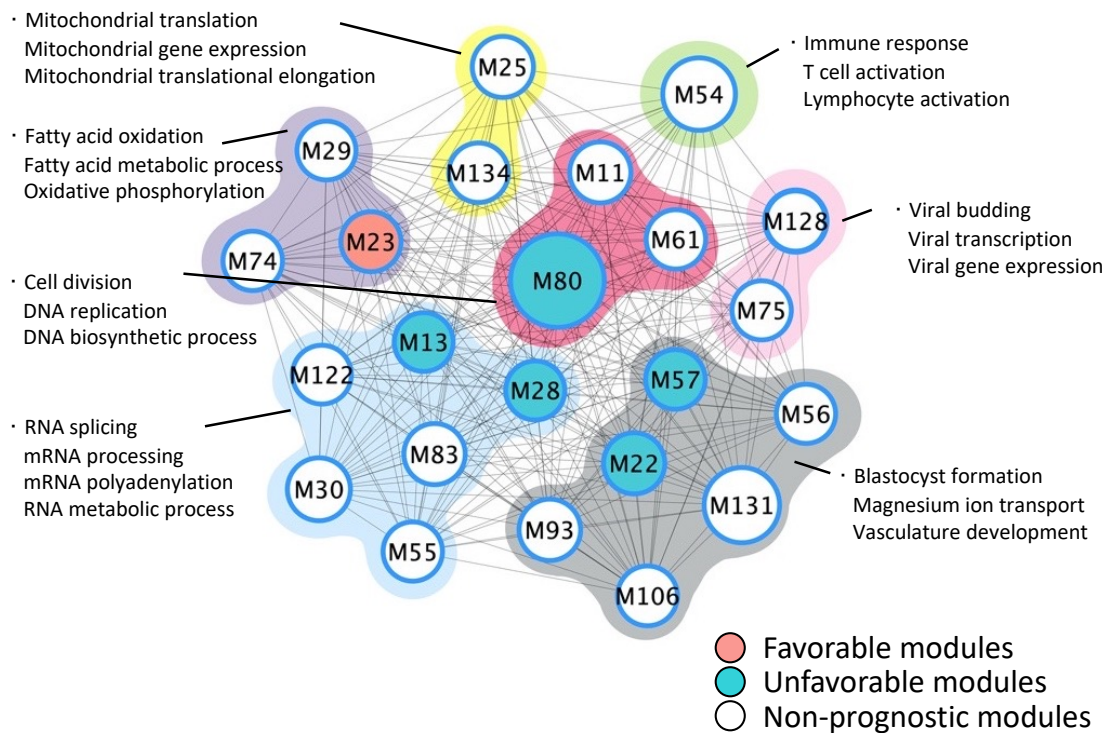 · Mitochondrial translation
Mitochondrial gene expression
Mitochondrial translational elongation
· Immune response
T cell activation
Lymphocyte activation
· Fatty acid oxidation
Fatty acid metabolic process
Oxidative phosphorylation
· Viral budding
Viral transcription
Viral gene expression
· Cell division
DNA replication
DNA biosynthetic process
· RNA splicing
mRNA processing
mRNA polyadenylation
RNA metabolic process
· Blastocyst formation
Magnesium ion transport
Vasculature development
M25
M54
M29
M134
M11
M128
M23
M61
M74
M80
M75
M13
M122
M28
M57
M56
M83
M22
M30
M131
M93
M55
M106
Favorable modules
Unfavorable modules
Non-prognostic modules